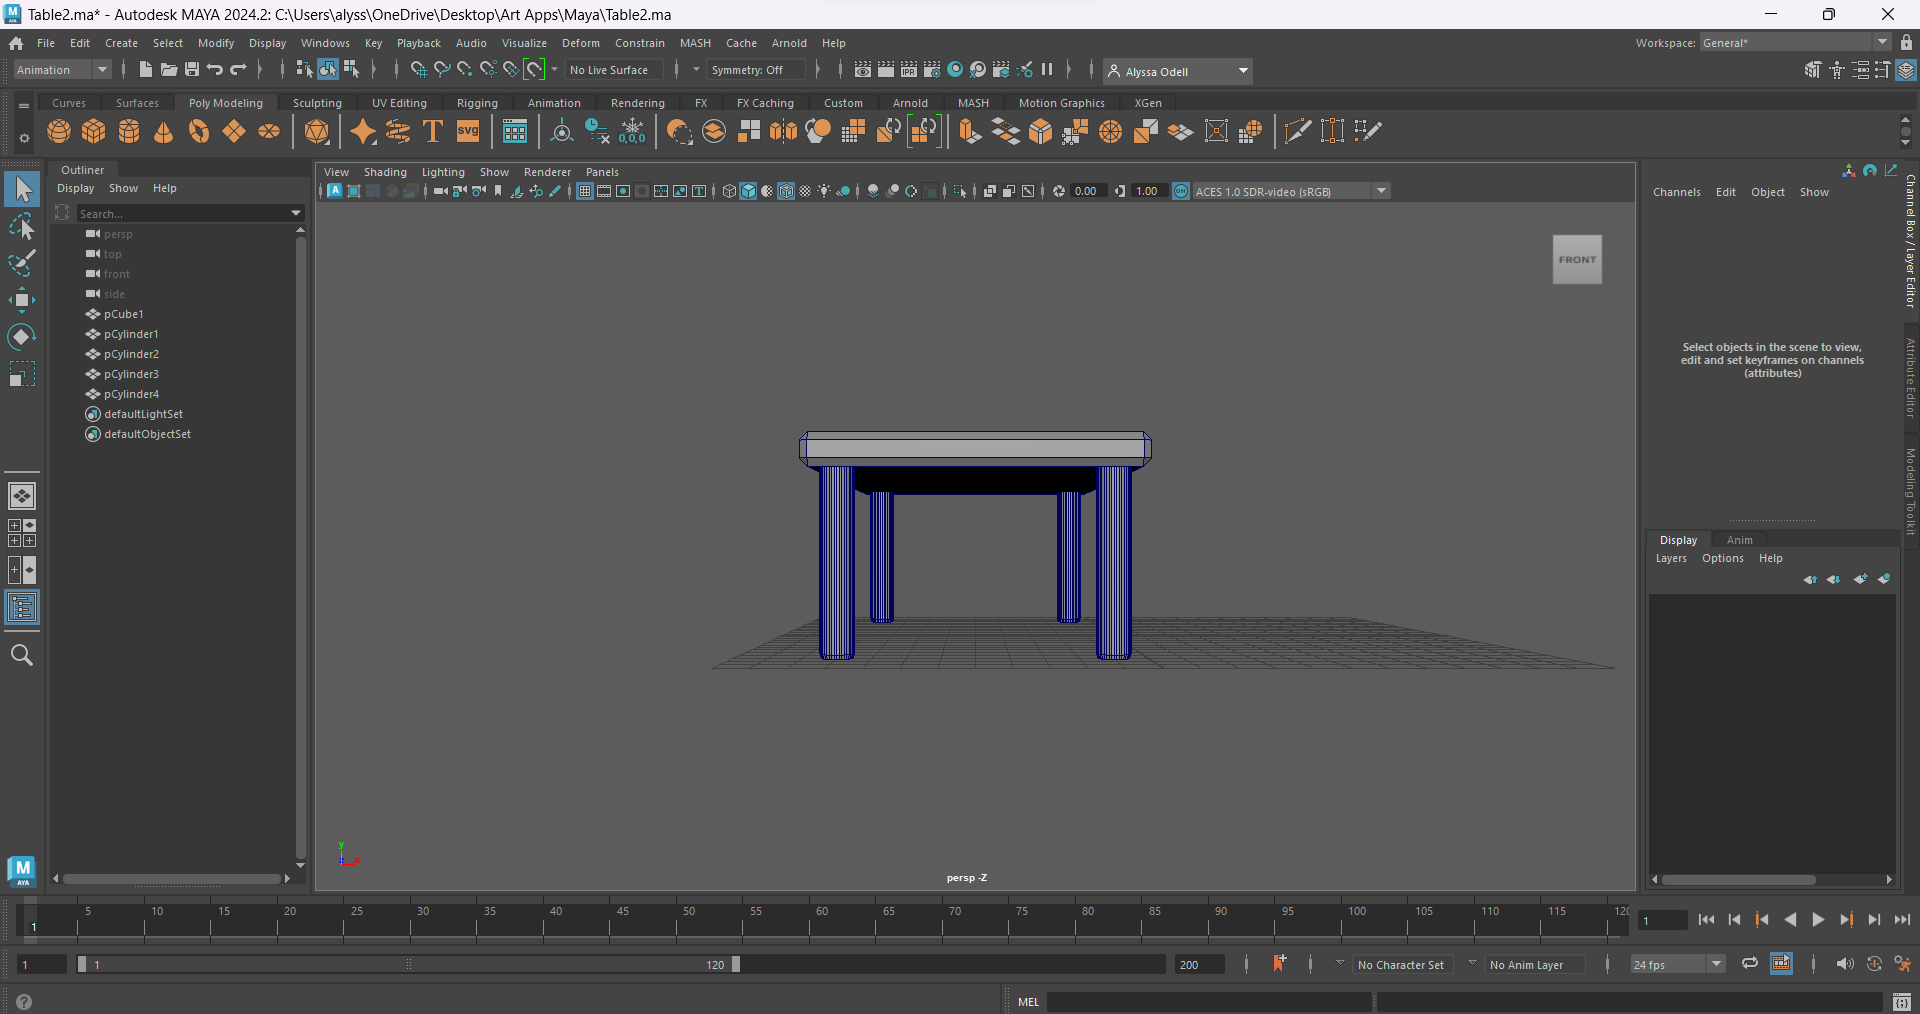 Table2.ma* - Autodesk MAYA 2024.2: C:\Users\alyss\OneDrive\Desktop\Art Apps\Maya\Table2.ma
File Edit Create Select Modify Display Windows Key Playback Audio Visualize Deform Constrain MASH Cache Arnold Help
Workspace: General*
Animation
No Live Surface
Symmetry: Off
IPR
Alyssa Odell
Curves Surfaces Poly Modeling Sculpting UV Editing Rigging Animation Rendering FX FX Caching Custom Arnold MASH Motion Graphics XGen
T
SVG
0,0,0
Outliner
Display Show Help
Search...
persp
top
front
side
pCube1
pCylinder1
pCylinder2
pCylinder3
pCylinder4
defaultLightSet
defaultObjectSet
M
AYA
View Shading Lighting Show Renderer Panels
A
0.00
1.00
ON
ACES 1.0 SDR-video (sRGB)
FRONT
y
x
z
persp -Z
Channels Edit Object Show
Select objects in the scene to view,
edit and set keyframes on channels
(attributes)
Channel Box / Layer Editor
Attribute Editor
Modeling Toolkit
Display Anim
Layers Options Help
5 10 15 20 25 30 35 40 45 50 55 60 65 70 75 80 85 90 95 100 105 110 115 120
1
1
1
1
120
200
No Character Set
No Anim Layer
24 fps
MEL